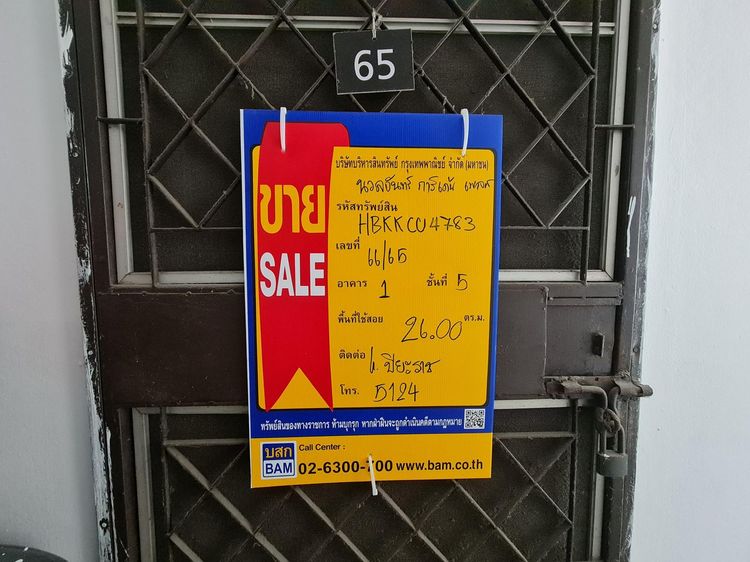 65
บริษัทบริหารสินทรัพย์ กรุงเทพพาณิชย์ จำกัด (มหาชน)
ขาย
SALE
นวลจันทร์ การ์เด้น เพลส
รหัสทรัพย์สิน
HBKKCU4783
เลขที่ 66/65
อาคาร 1 ชั้นที่ 5
พื้นที่ใช้สอย 26.00 ตร.ม.
ติดต่อ ปิยะราช
โทร. 5124
ทรัพย์สินของทางราชการ ห้ามบุกรุก หากฝ่าฝืนจะถูกดำเนินคดีตามกฎหมาย
บสก
BAM
Call Center :
02-6300-700 www.bam.co.th